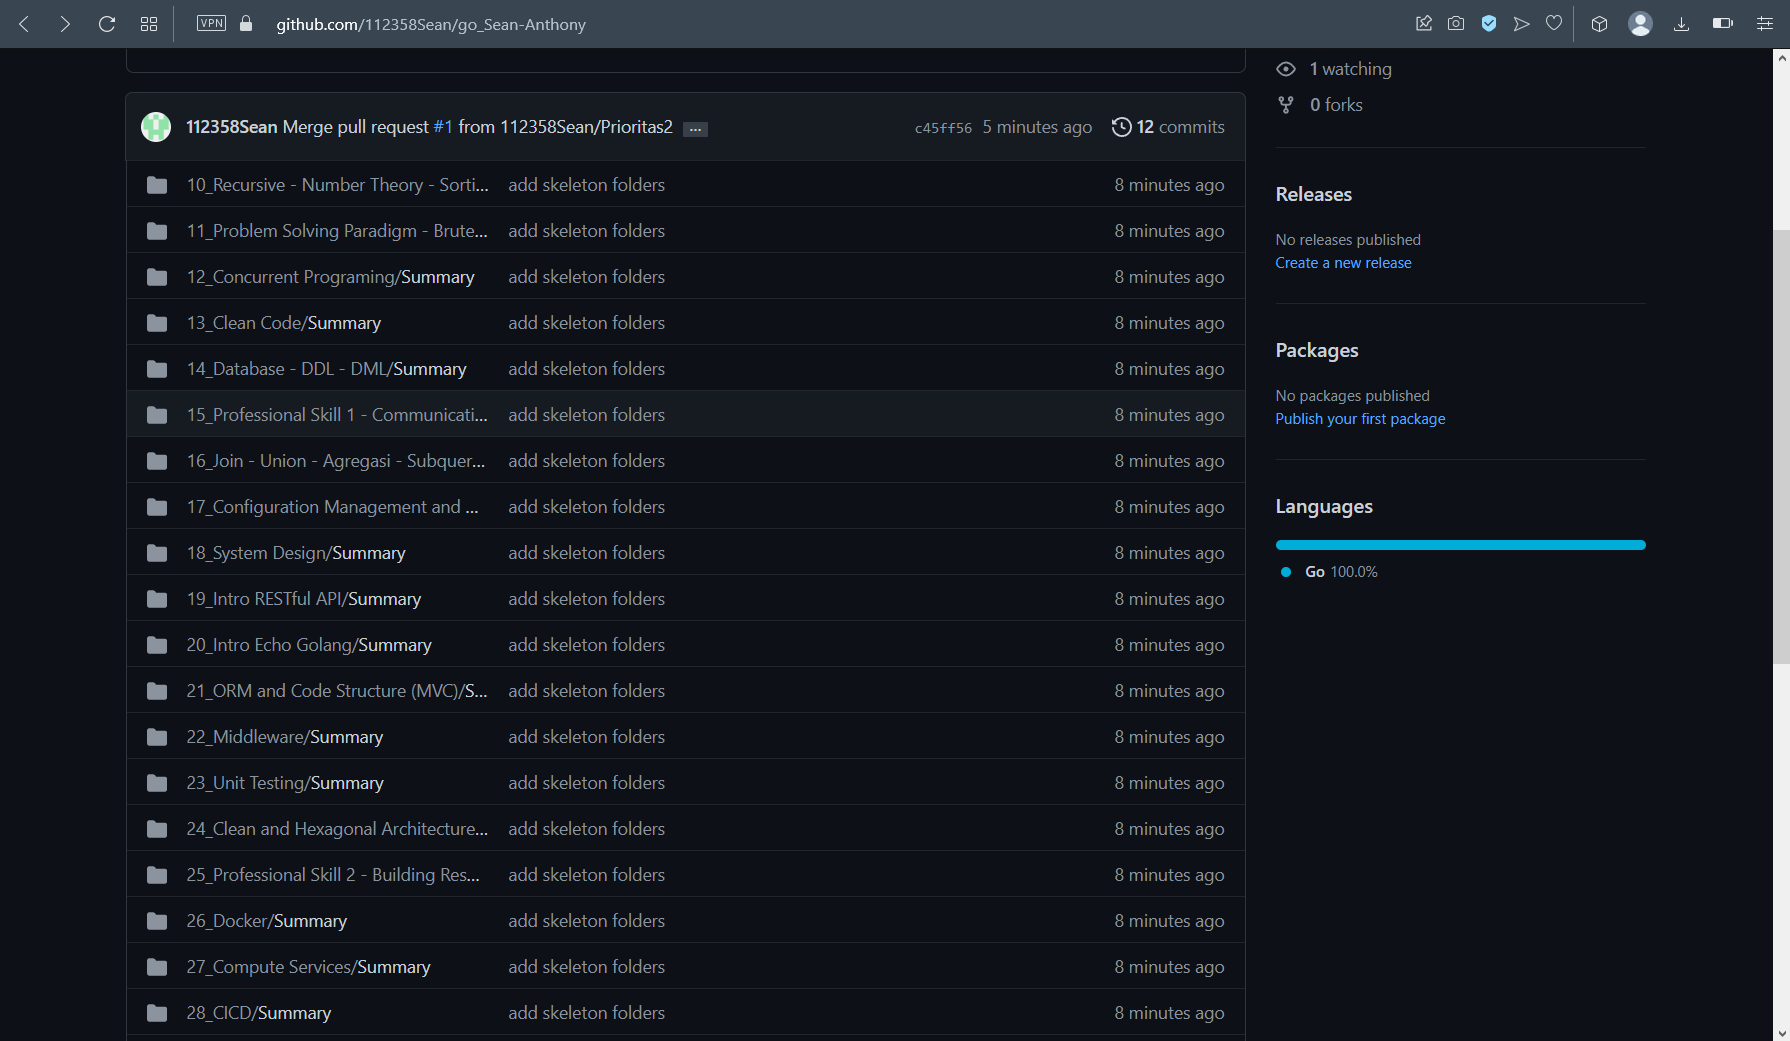 VPN
github.com/112358Sean/go_Sean-Anthony
1 watching
0 forks
112358Sean Merge pull request #1 from 112358Sean/Prioritas2 ... c45ff56 5 minutes ago 12 commits
10_Recursive - Number Theory - Sorti... add skeleton folders 8 minutes ago
11_Problem Solving Paradigm - Brute... add skeleton folders 8 minutes ago
12_Concurrent Programing/Summary add skeleton folders 8 minutes ago
13_Clean Code/Summary add skeleton folders 8 minutes ago
14_Database - DDL - DML/Summary add skeleton folders 8 minutes ago
15_Professional Skill 1 - Communicati... add skeleton folders 8 minutes ago
16_Join - Union - Agregasi - Subquer... add skeleton folders 8 minutes ago
17_Configuration Management and ... add skeleton folders 8 minutes ago
18_System Design/Summary add skeleton folders 8 minutes ago
19_Intro RESTful API/Summary add skeleton folders 8 minutes ago
20_Intro Echo Golang/Summary add skeleton folders 8 minutes ago
21_ORM and Code Structure (MVC)/S... add skeleton folders 8 minutes ago
22_Middleware/Summary add skeleton folders 8 minutes ago
23_Unit Testing/Summary add skeleton folders 8 minutes ago
24_Clean and Hexagonal Architecture... add skeleton folders 8 minutes ago
25_Professional Skill 2 - Building Res... add skeleton folders 8 minutes ago
26_Docker/Summary add skeleton folders 8 minutes ago
27_Compute Services/Summary add skeleton folders 8 minutes ago
28_CICD/Summary add skeleton folders 8 minutes ago
Releases
No releases published
Create a new release
Packages
No packages published
Publish your first package
Languages
Go 100.0%